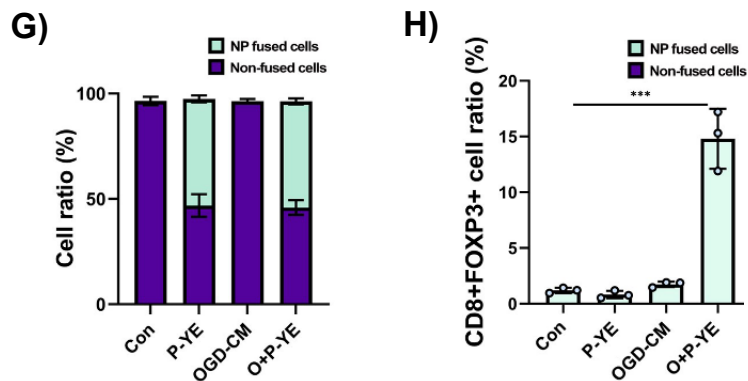 G)
NP fused cells
Non-fused cells
Cell ratio (%)
100
50
0
Con
P-YE
OGD-CM
O+P-YE
H)
NP fused cells
Non-fused cells
CD8+FOXP3+ cell ratio (%)
20
15
10
5
0
***
Con
P-YE
OGD-CM
O+P-YE